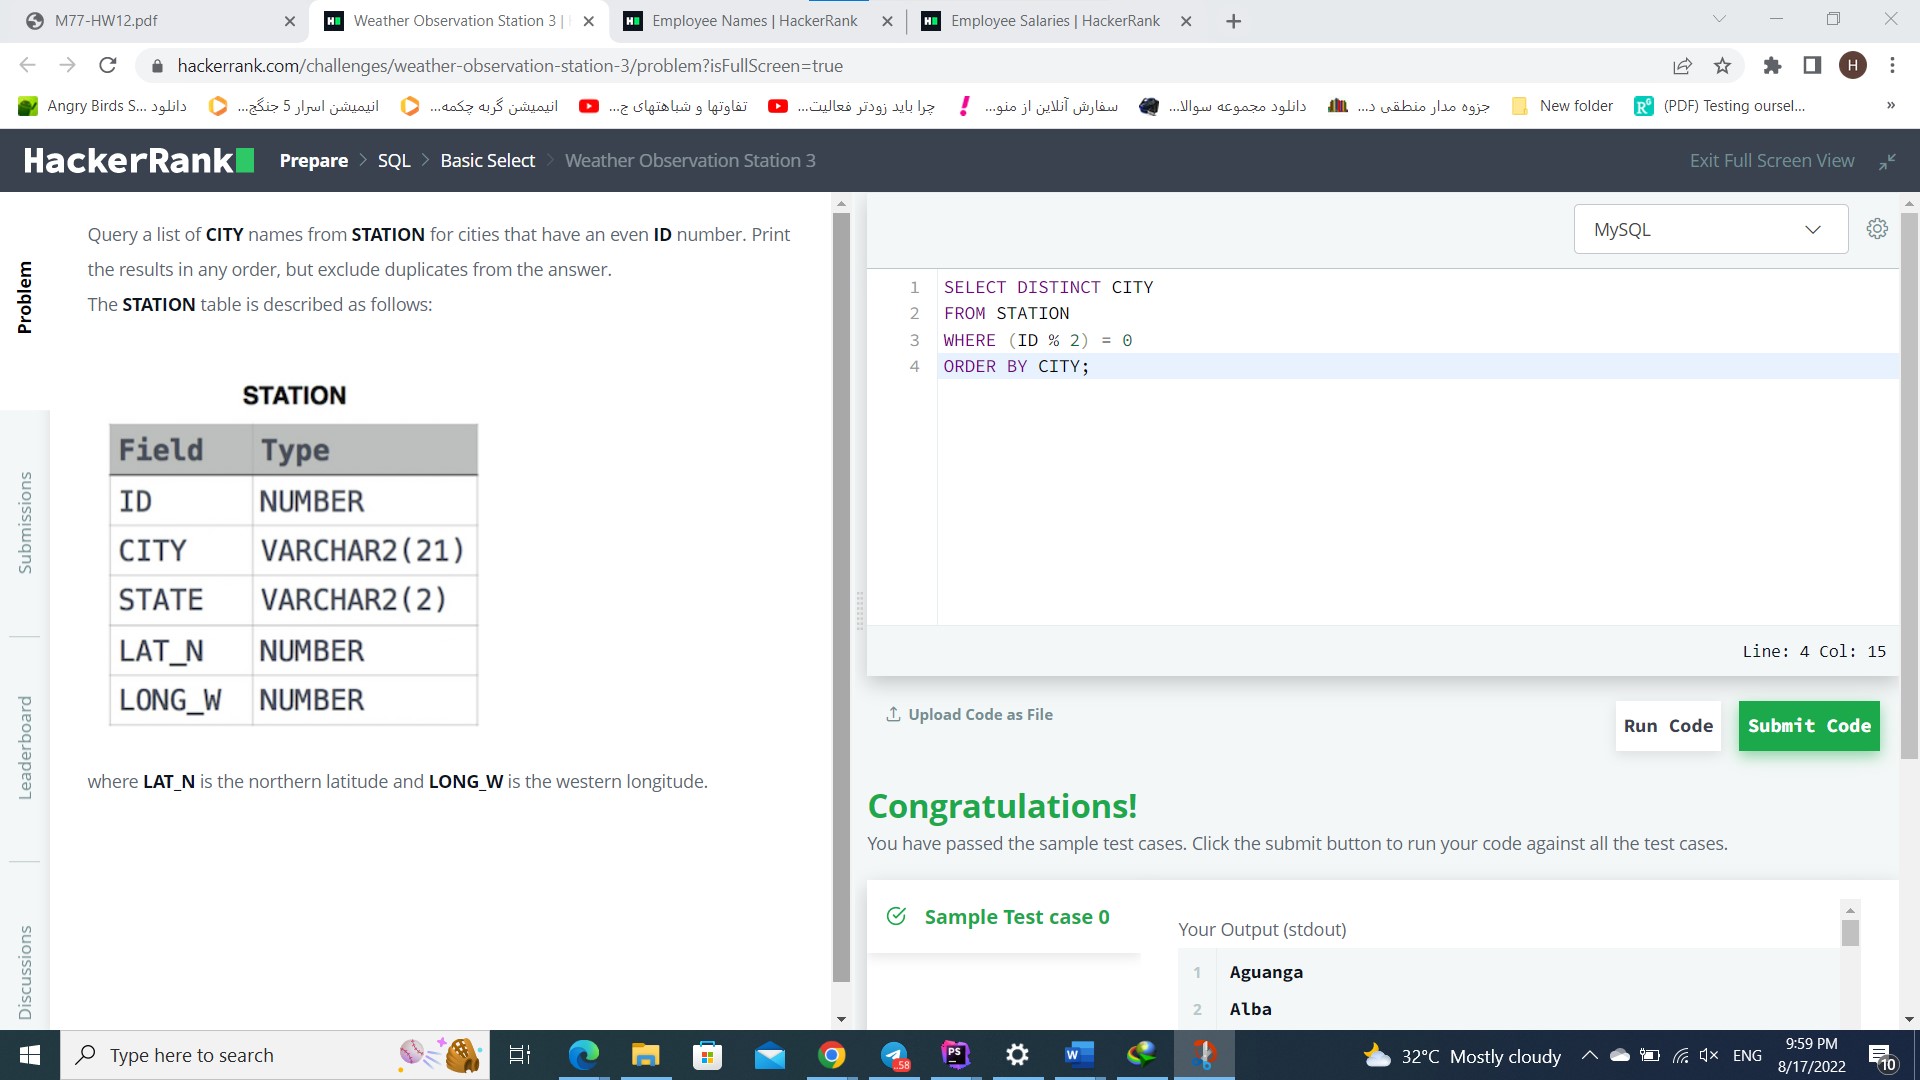 M77-HW12.pdf
Weather Observation Station 3 |
Employee Names | HackerRank
Employee Salaries | HackerRank
hackerrank.com/challenges/weather-observation-station-3/problem?isFullScreen=true
H
Angry Birds S... دانلود
انیمیشن اسرار 5 جنگج...
انیمیشن گربه چکمه...
تفاوتها و شباهتهای ج...
چرا باید زودتر فعالیت...
سفارش آنلاین از منو...
دانلود مجموعه سوالا...
جزوه مدار منطقی د...
New folder
(PDF) Testing oursel...
»
HackerRank
Prepare > SQL > Basic Select > Weather Observation Station 3
Exit Full Screen View
Problem
Submissions
Leaderboard
Discussions
Query a list of CITY names from STATION for cities that have an even ID number. Print
the results in any order, but exclude duplicates from the answer.
The STATION table is described as follows:
STATION
Field Type
ID NUMBER
CITY VARCHAR2(21)
STATE VARCHAR2(2)
LAT_N NUMBER
LONG_W NUMBER
where LAT_N is the northern latitude and LONG_W is the western longitude.
MySQL
1 SELECT DISTINCT CITY
2 FROM STATION
3 WHERE (ID % 2) = 0
4 ORDER BY CITY;
Line: 4 Col: 15
Upload Code as File
Run Code
Submit Code
Congratulations!
You have passed the sample test cases. Click the submit button to run your code against all the test cases.
Sample Test case 0
Your Output (stdout)
1 Aguanga
2 Alba
Type here to search
.58
PS
W
32°C Mostly cloudy
ENG
9:59 PM
8/17/2022
10